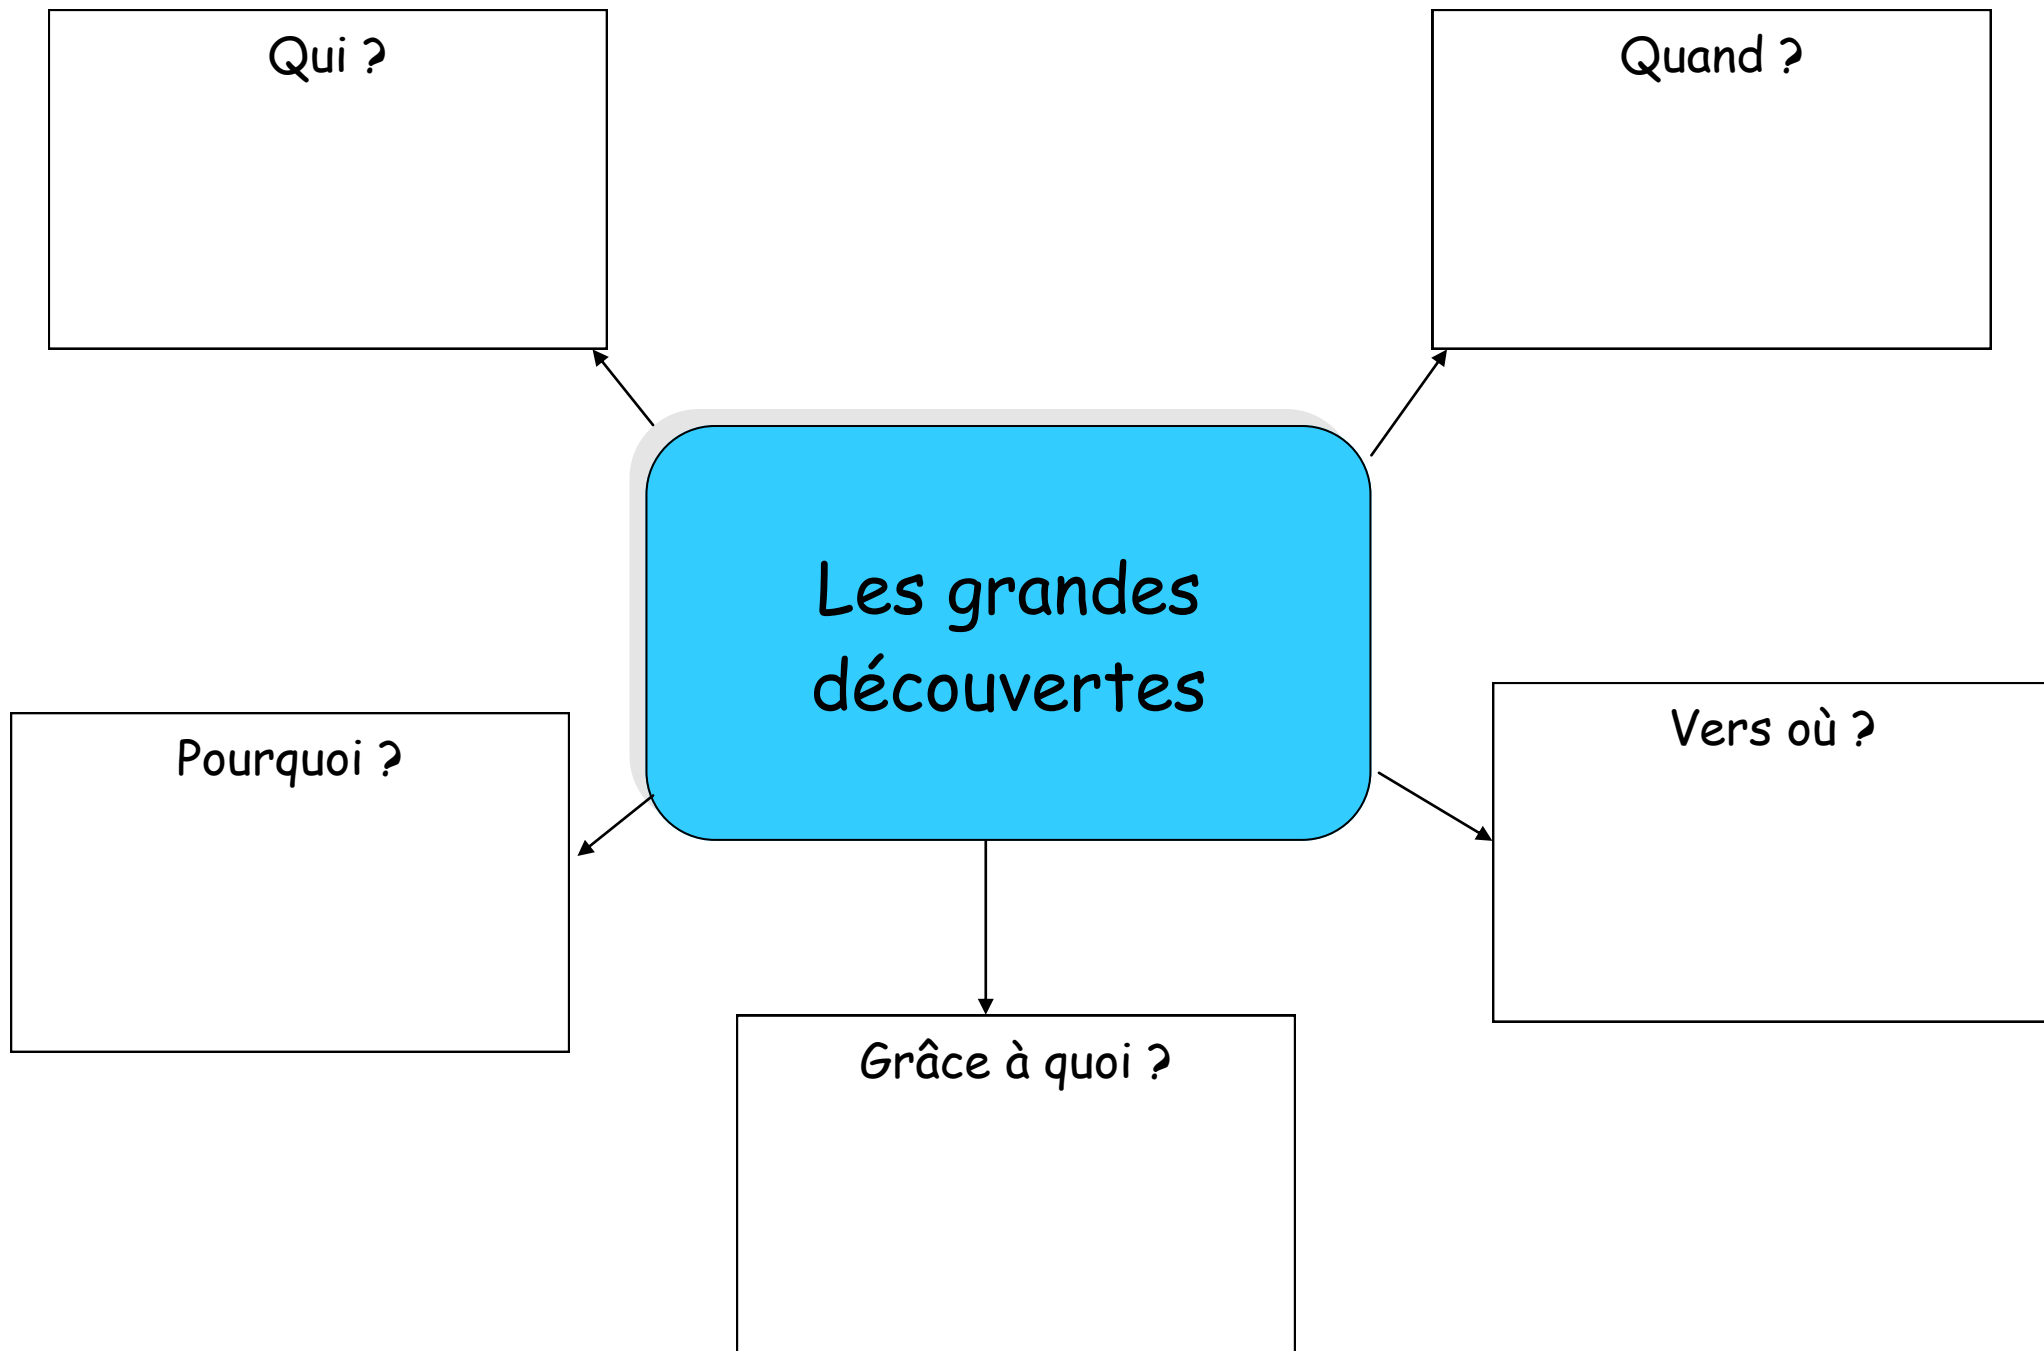 Qui ?
Quand ?
Les grandes
découvertes
Pourquoi ?
Vers où ?
Grâce à quoi ?